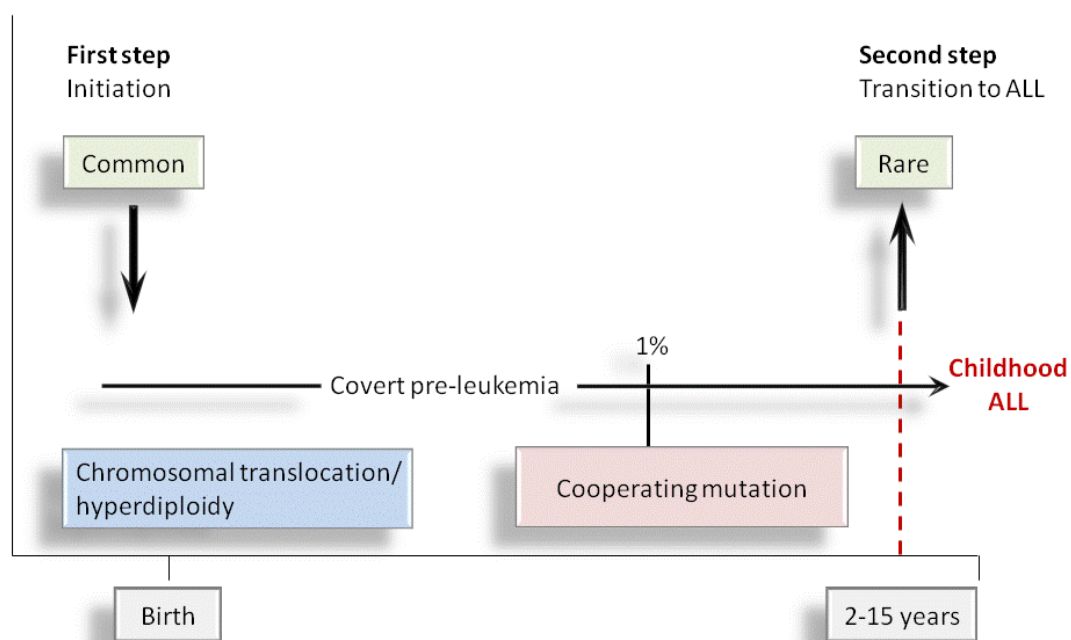 First step
Initiation
Second step
Transition to ALL
Common
Rare
1%
Covert pre-leukemia
Childhood
ALL
Chromosomal translocation/
hyperdiploidy
Cooperating mutation
Birth
2-15 years